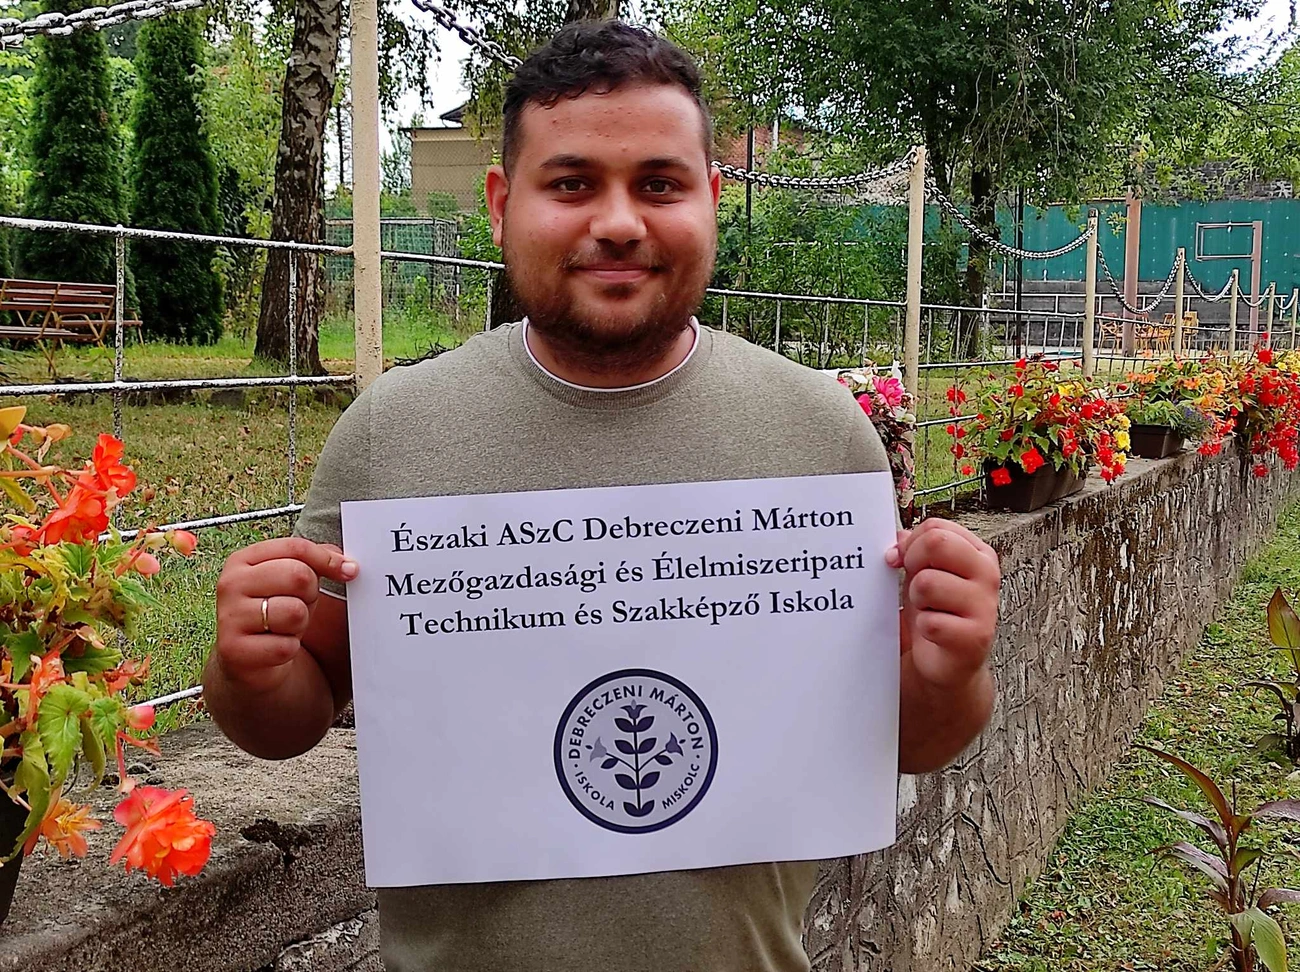 Északi ASzC Debreczeni Márton
Mezőgazdasági és Élelmiszeripari
Technikum és Szakképző Iskola
DEBRECZENI MÁRTON
· ISKOLA MISKOLC ·